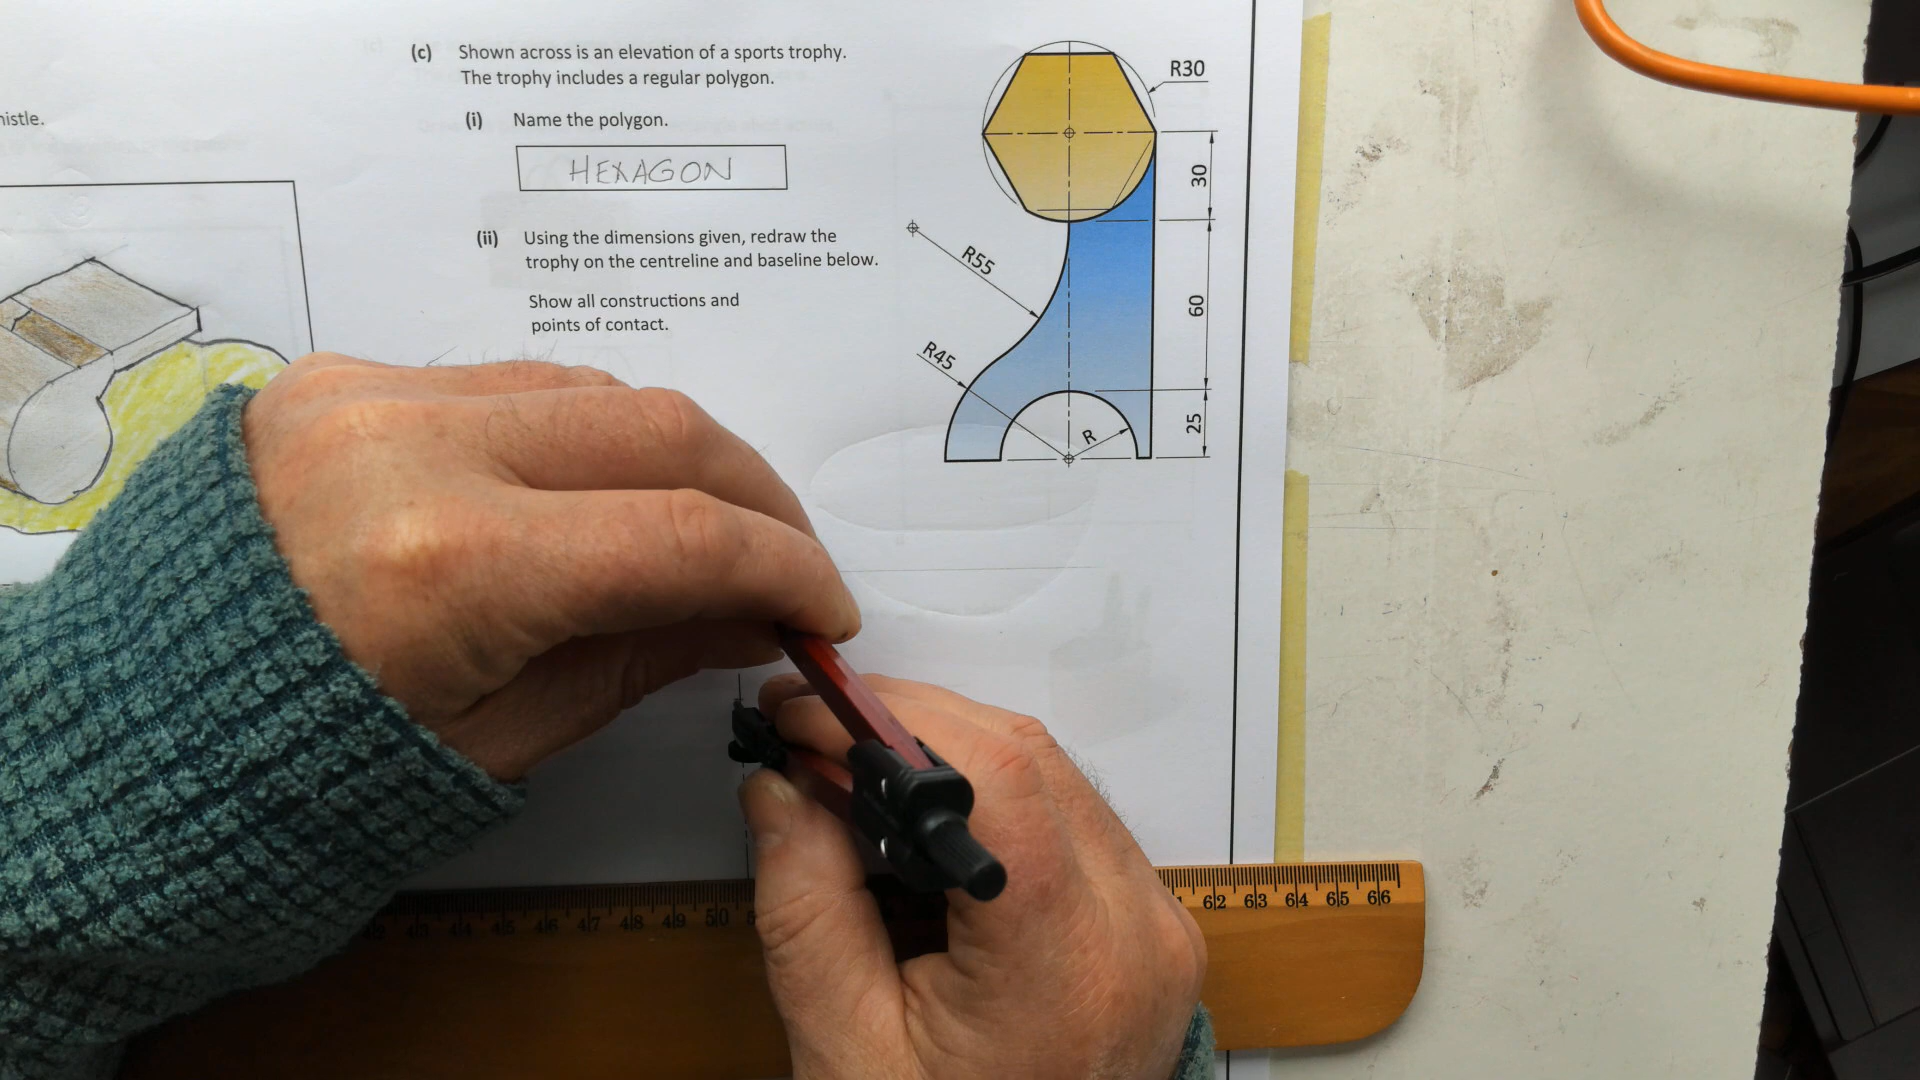 histle.
(c) Shown across is an elevation of a sports trophy.
The trophy includes a regular polygon.
(i) Name the polygon.
HEXAGON
(ii) Using the dimensions given, redraw the
trophy on the centreline and baseline below.
Show all constructions and
points of contact.
R30
30
R55
60
R45
R
25
43 44 45 46 47 48 49 50
62 63 64 65 66